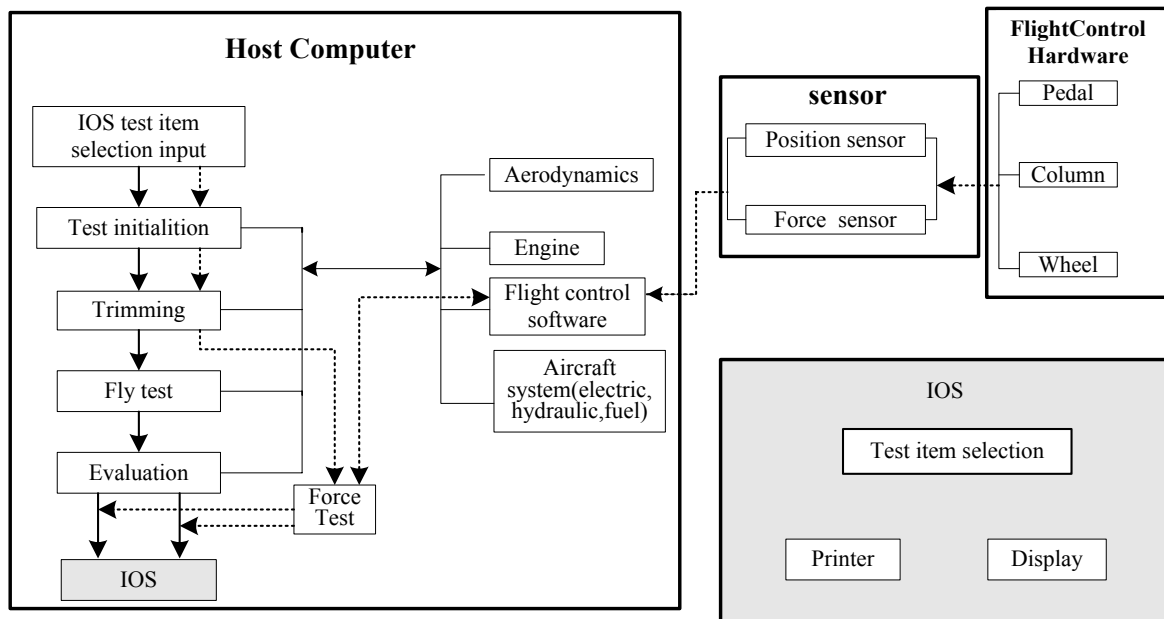 Host Computer
IOS test item
selection input
Test initialition
Trimming
Fly test
Evaluation
IOS
Force
Test
Aerodynamics
Engine
Flight control
software
Aircraft
system(electric,
hydraulic,fuel)
sensor
Position sensor
Force sensor
FlightControl
Hardware
Pedal
Column
Wheel
IOS
Test item selection
Printer
Display